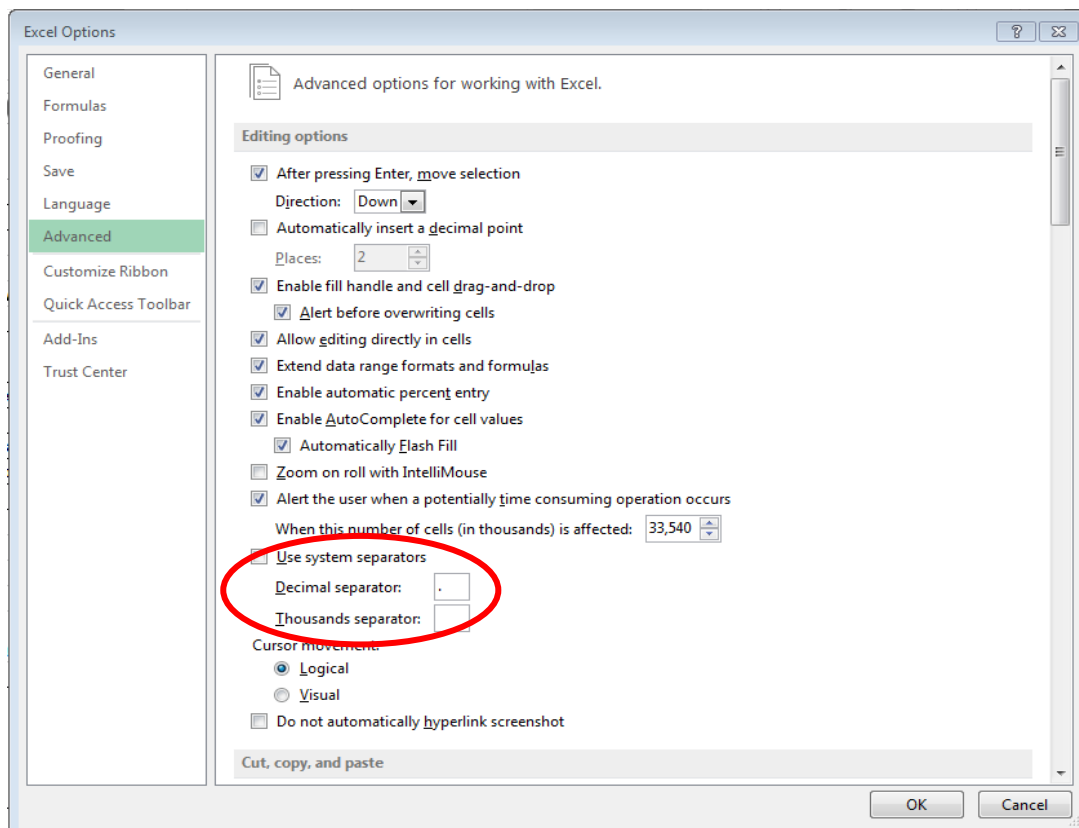 Excel Options
General
Formulas
Proofing
Save
Language
Advanced
Customize Ribbon
Quick Access Toolbar
Add-Ins
Trust Center
Advanced options for working with Excel.
Editing options
After pressing Enter, move selection
Direction: Down
Automatically insert a decimal point
Places: 2
Enable fill handle and cell drag-and-drop
Alert before overwriting cells
Allow editing directly in cells
Extend data range formats and formulas
Enable automatic percent entry
Enable AutoComplete for cell values
Automatically Flash Fill
Zoom on roll with IntelliMouse
Alert the user when a potentially time consuming operation occurs
When this number of cells (in thousands) is affected: 33,540
Use system separators
Decimal separator: .
Thousands separator:
Cursor movement:
Logical
Visual
Do not automatically hyperlink screenshot
Cut, copy, and paste
OK Cancel